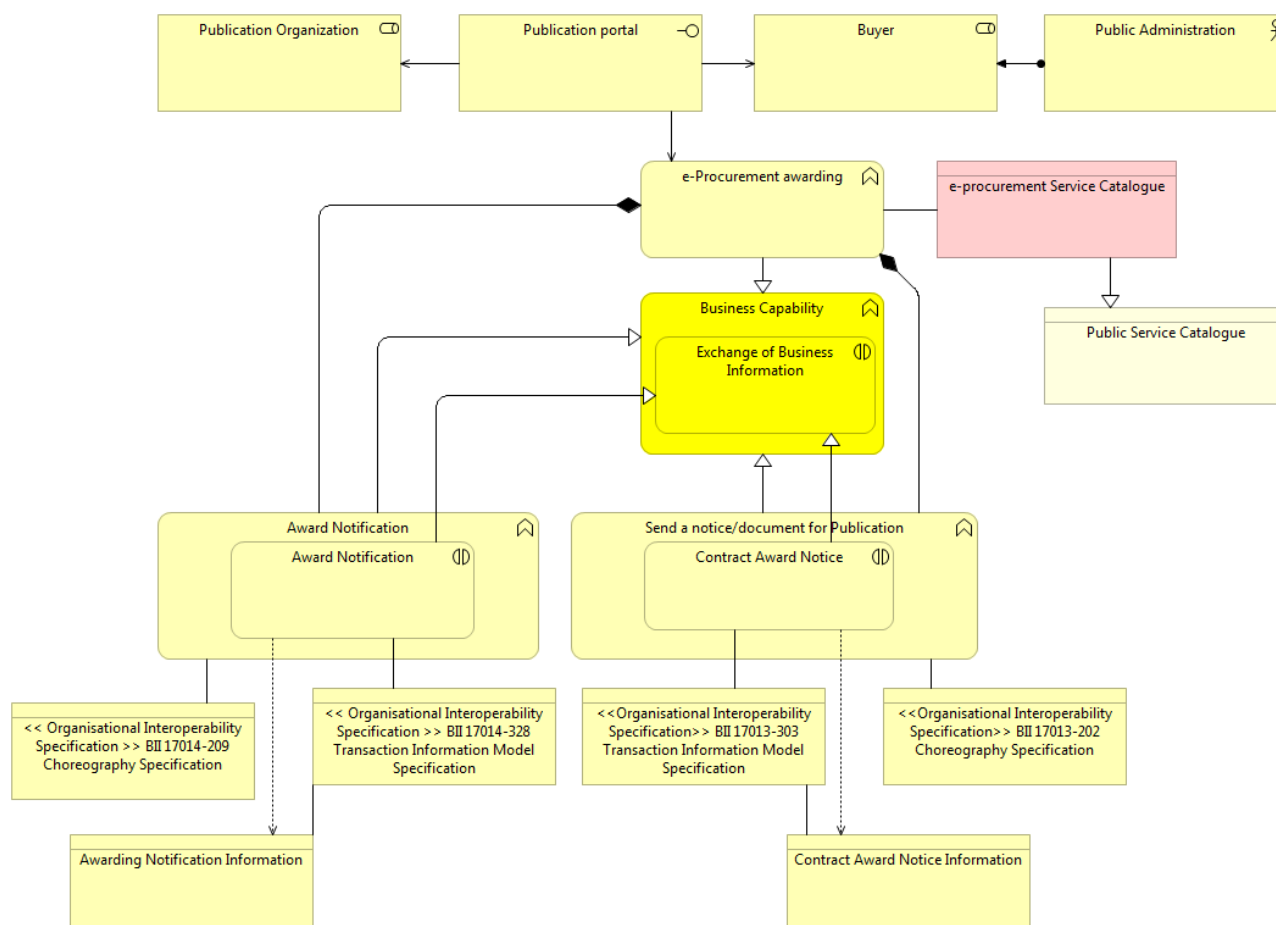 Publication Organization
Publication portal
Buyer
Public Administration
e-Procurement awarding
e-procurement Service Catalogue
Business Capability
Public Service Catalogue
Exchange of Business
Information
Award Notification
Send a notice/document for Publication
Award Notification
Contract Award Notice
<< Organisational Interoperability
Specification >> BII 17014-209
Choreography Specification
<< Organisational Interoperability
Specification >> BII 17014-328
Transaction Information Model
Specification
<<Organisational Interoperability
Specification>> BII 17013-303
Transaction Information Model
Specification
<<Organisational Interoperability
Specification>> BII 17013-202
Choreography Specification
Awarding Notification Information
Contract Award Notice Information